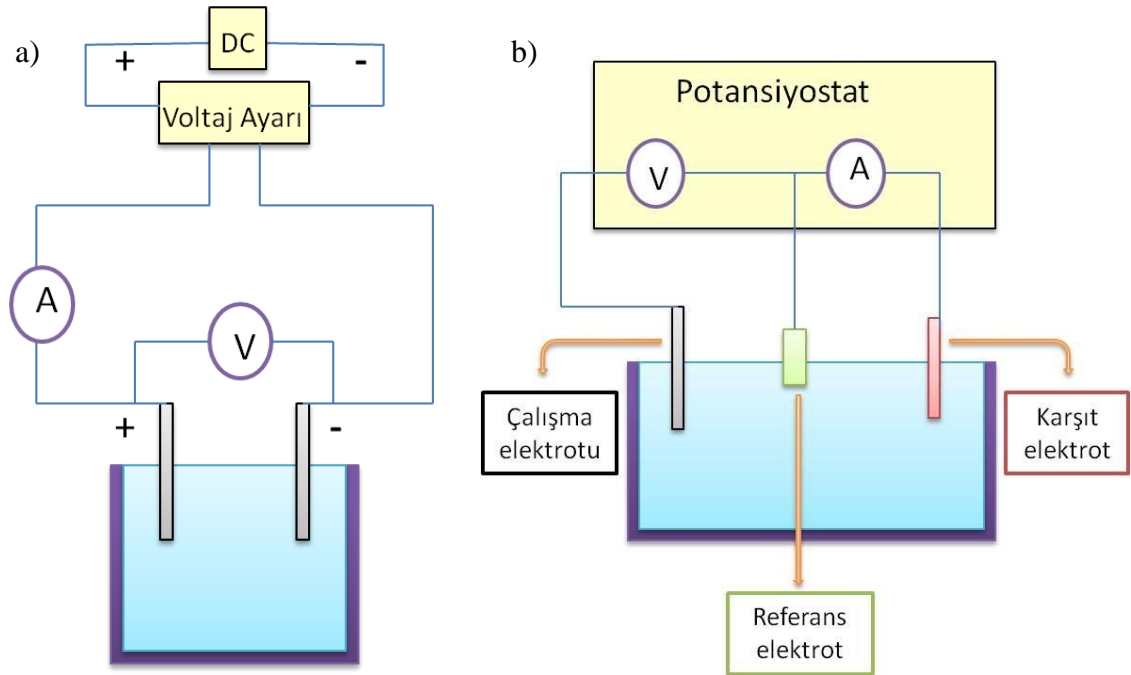 a)
DC
+
-
Voltaj Ayarı
A
V
+
-
b)
Potansiyostat
V
A
Çalışma
elektrotu
Karşıt
elektrot
Referans
elektrot